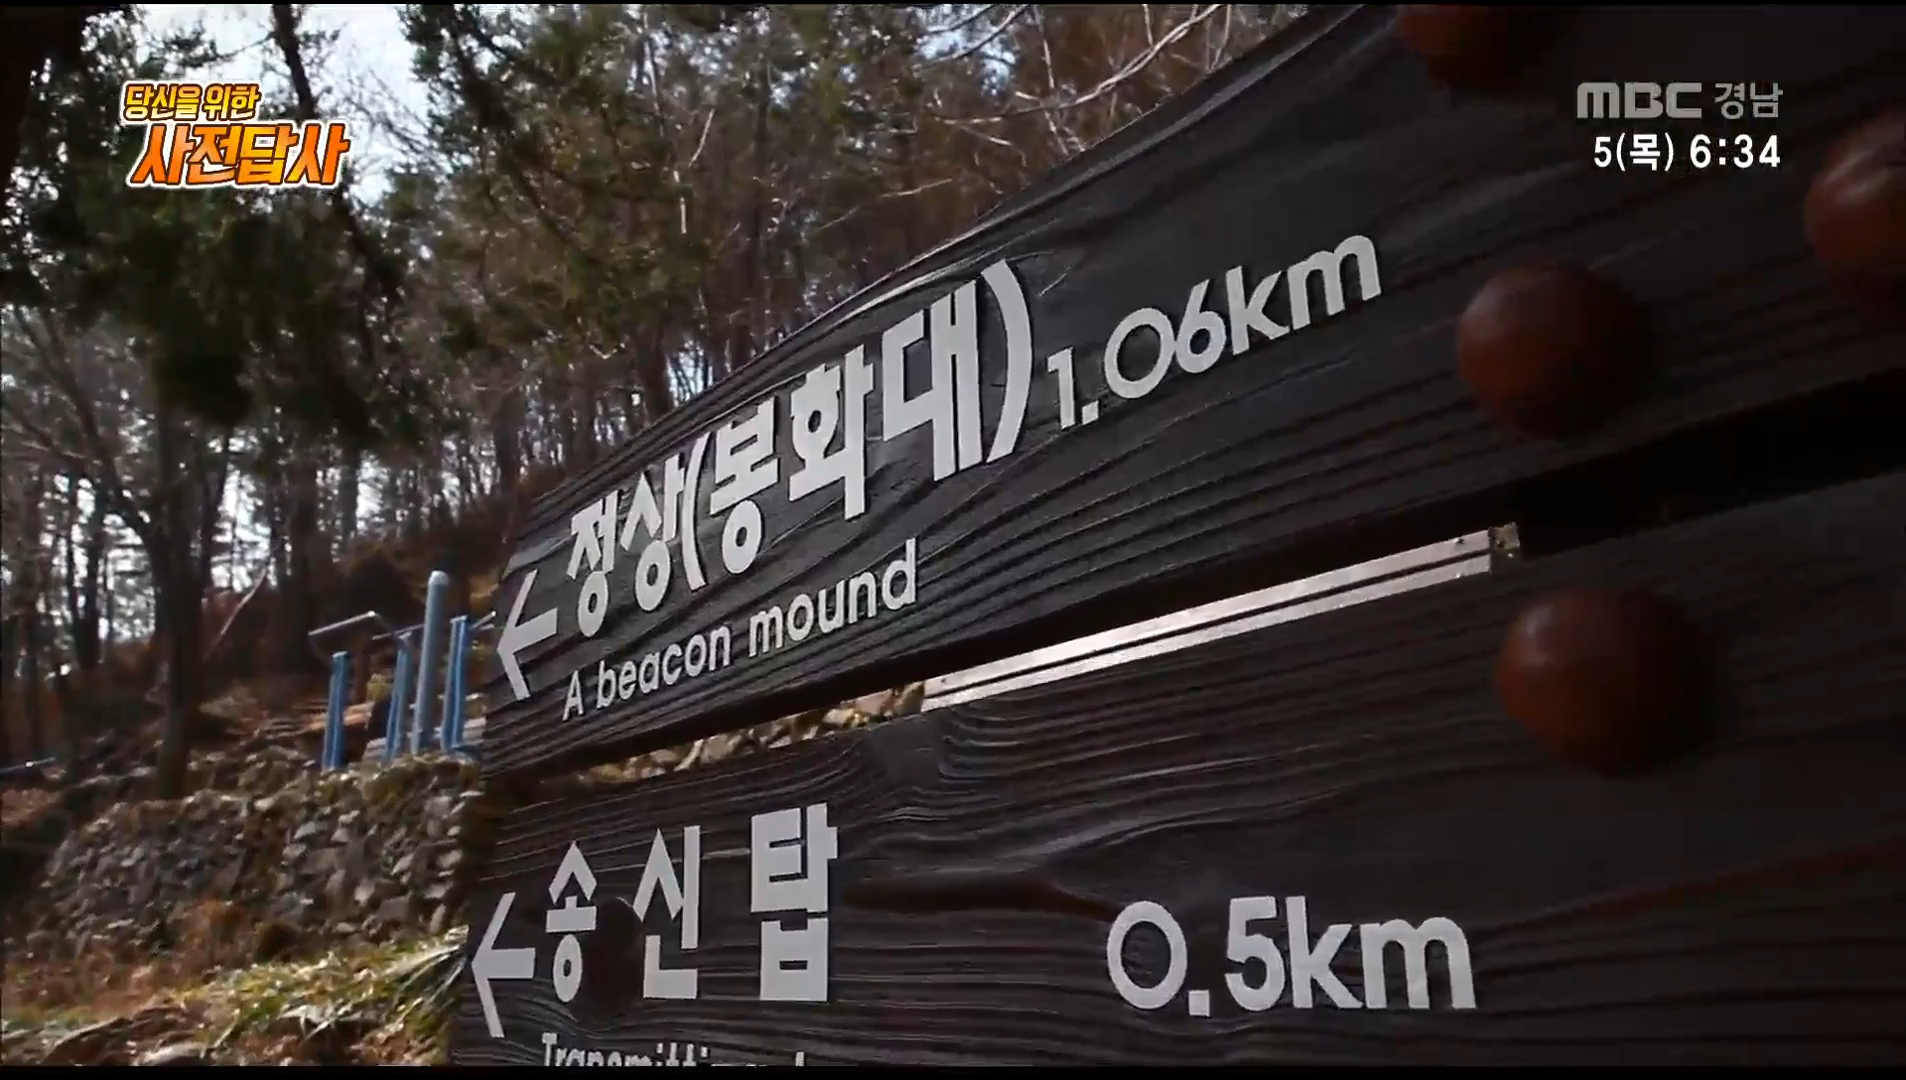 당신을 위한
사전답사
MBC 경남
5(목) 6:34
← 정상(봉화대) 1.06km
A beacon mound
← 송신탑 0.5km